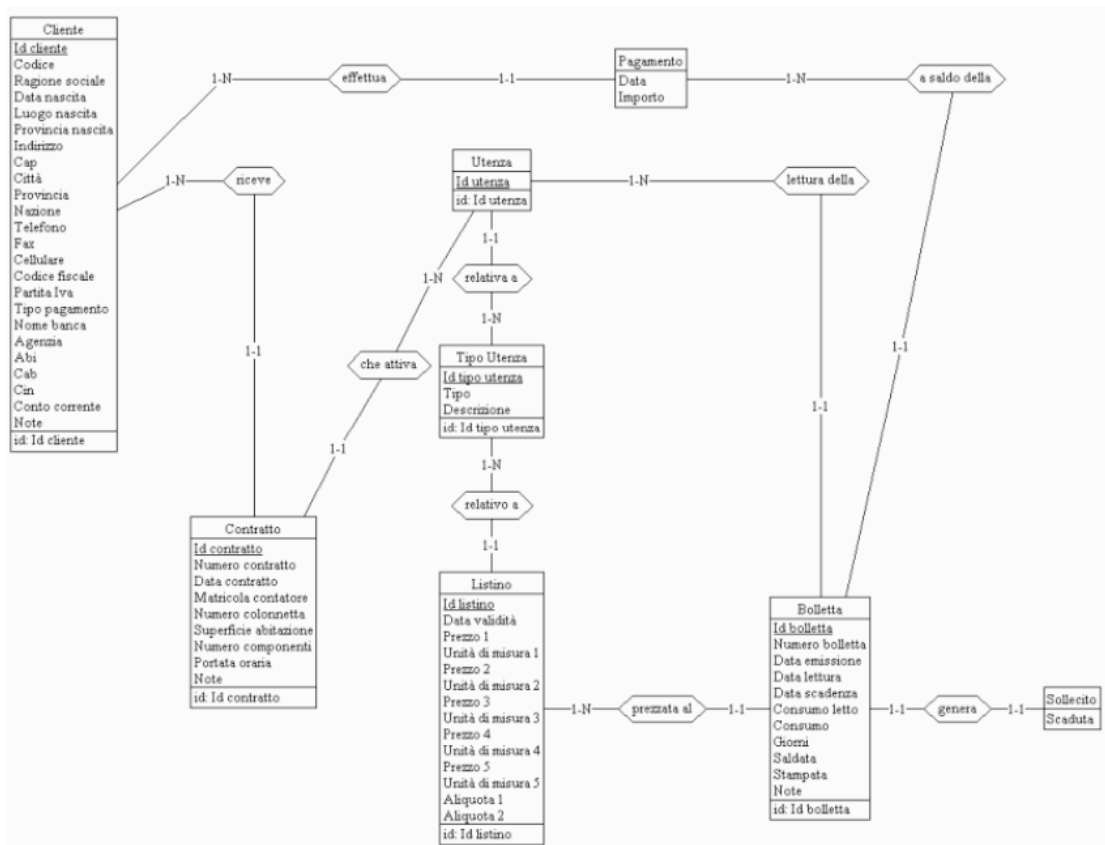 Cliente
Id cliente
Codice
Ragione sociale
Data nascita
Luogo nascita
Provincia nascita
Indirizzo
Cap
Città
Provincia
Nazione
Telefono
Fax
Cellulare
Codice fiscale
Partita Iva
Tipo pagamento
Nome banca
Agenzia
Abi
Cab
Cin
Conto corrente
Note
id: Id cliente
1-N
effettua
1-1
Pagamento
Data
Importo
1-N
a saldo della
1-1
1-N
riceve
1-1
Utenza
Id utenza
id: Id utenza
1-N
lettura della
1-1
1-1
relativa a
1-N
1-N
che attiva
1-1
Tipo Utenza
Id tipo utenza
Tipo
Descrizione
id: Id tipo utenza
1-N
relativo a
1-1
Contratto
Id contratto
Numero contratto
Data contratto
Matricola contatore
Numero colonnetta
Superficie abitazione
Numero componenti
Portata oraria
Note
id: Id contratto
Listino
Id listino
Data validità
Prezzo 1
Unità di misura 1
Prezzo 2
Unità di misura 2
Prezzo 3
Unità di misura 3
Prezzo 4
Unità di misura 4
Prezzo 5
Unità di misura 5
Aliquota 1
Aliquota 2
id: Id listino
1-N
prezzata al
1-1
Bolletta
Id bolletta
Numero bolletta
Data emissione
Data lettura
Data scadenza
Consumo letto
Consumo
Giorni
Saldata
Stampata
Note
id: Id bolletta
1-1
genera
1-1
Sollecito
Scaduta